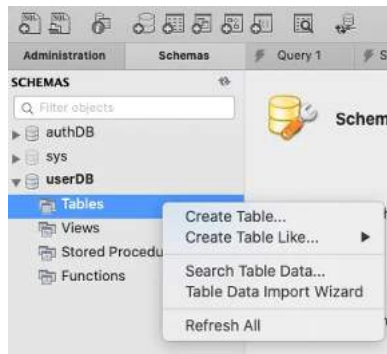 Administration Schemas Query 1
SCHEMAS
Filter objects
authDB
sys
userDB
Tables
Views
Stored Procedu
Functions
Schem
Create Table...
Create Table Like...
Search Table Data...
Table Data Import Wizard
Refresh All